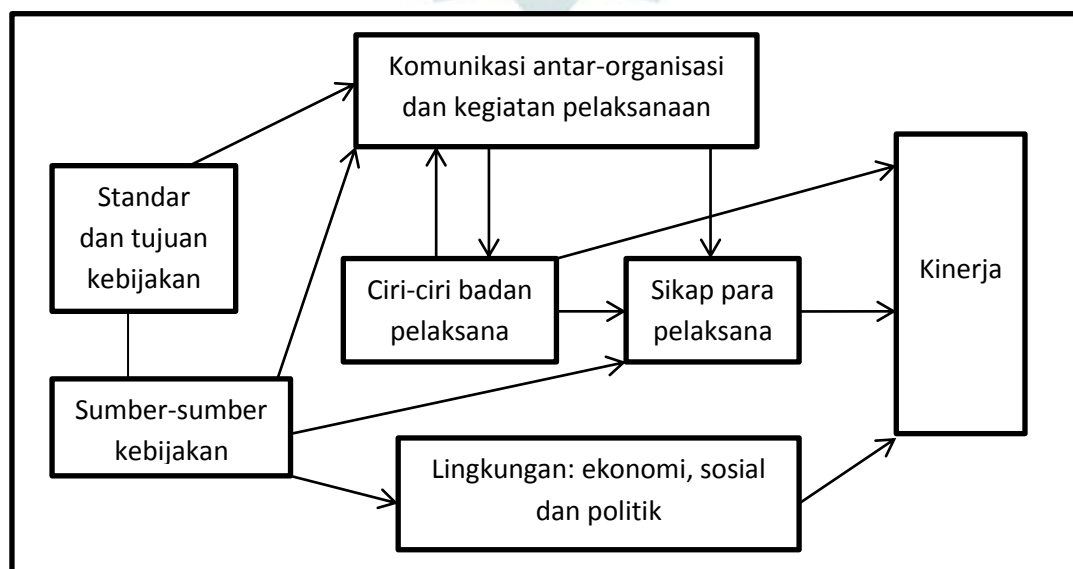 Komunikasi antar-organisasi
dan kegiatan pelaksanaan
Standar
dan tujuan
kebijakan
Ciri-ciri badan
pelaksana
Sikap para
pelaksana
Kinerja
Sumber-sumber
kebijakan
Lingkungan: ekonomi, sosial
dan politik